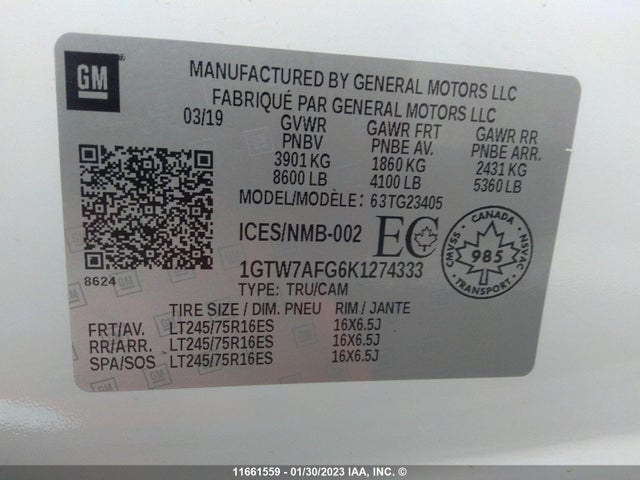 GM ®
MANUFACTURED BY GENERAL MOTORS LLC
FABRIQUÉ PAR GENERAL MOTORS LLC
03/19 GVWR GAWR FRT GAWR RR
PNBV PNBE AV. PNBE ARR.
3901 KG 1860 KG 2431 KG
8600 LB 4100 LB 5360 LB
MODEL/MODÈLE: 63TG23405
ICES/NMB-002 EC
CANADA
CMVSS 985 NSVAC
TRANSPORT
8624
1GTW7AFG6K1274333
TYPE: TRU/CAM
TIRE SIZE / DIM. PNEU RIM / JANTE
FRT/AV. LT245/75R16ES 16X6.5J
RR/ARR. LT245/75R16ES 16X6.5J
SPA/SOS LT245/75R16ES 16X6.5J
11661559 - 01/30/2023 IAA, INC. ©